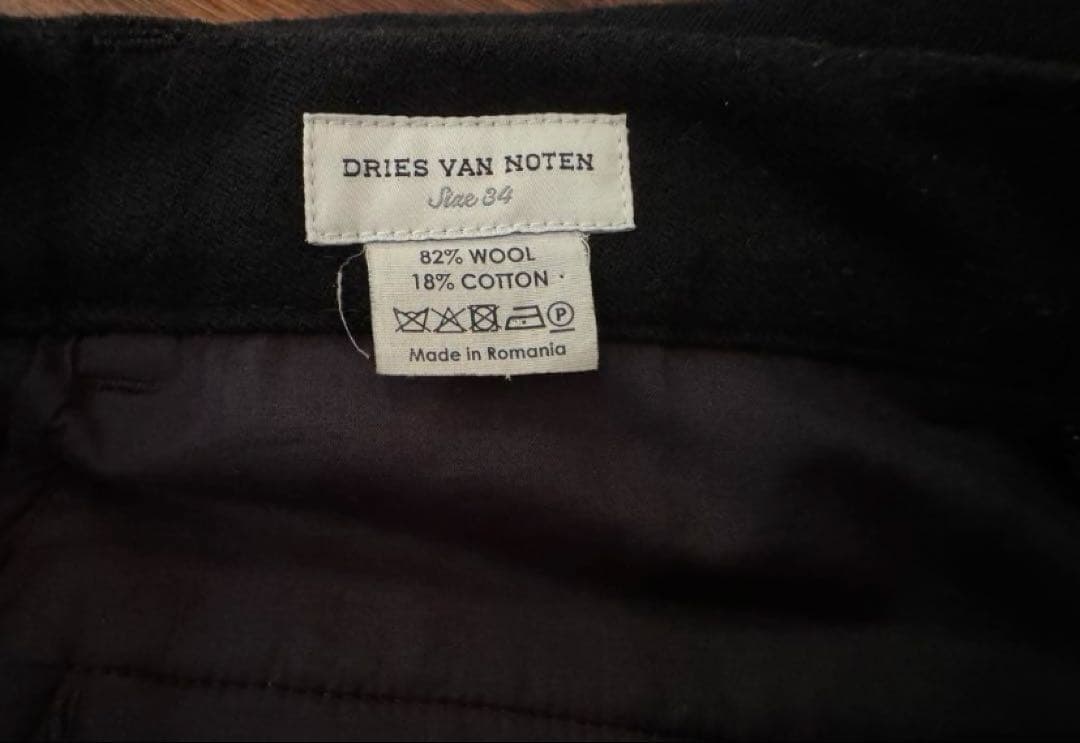 DRIES VAN NOTEN
Size 34
82% WOOL
18% COTTON
P
Made in Romania